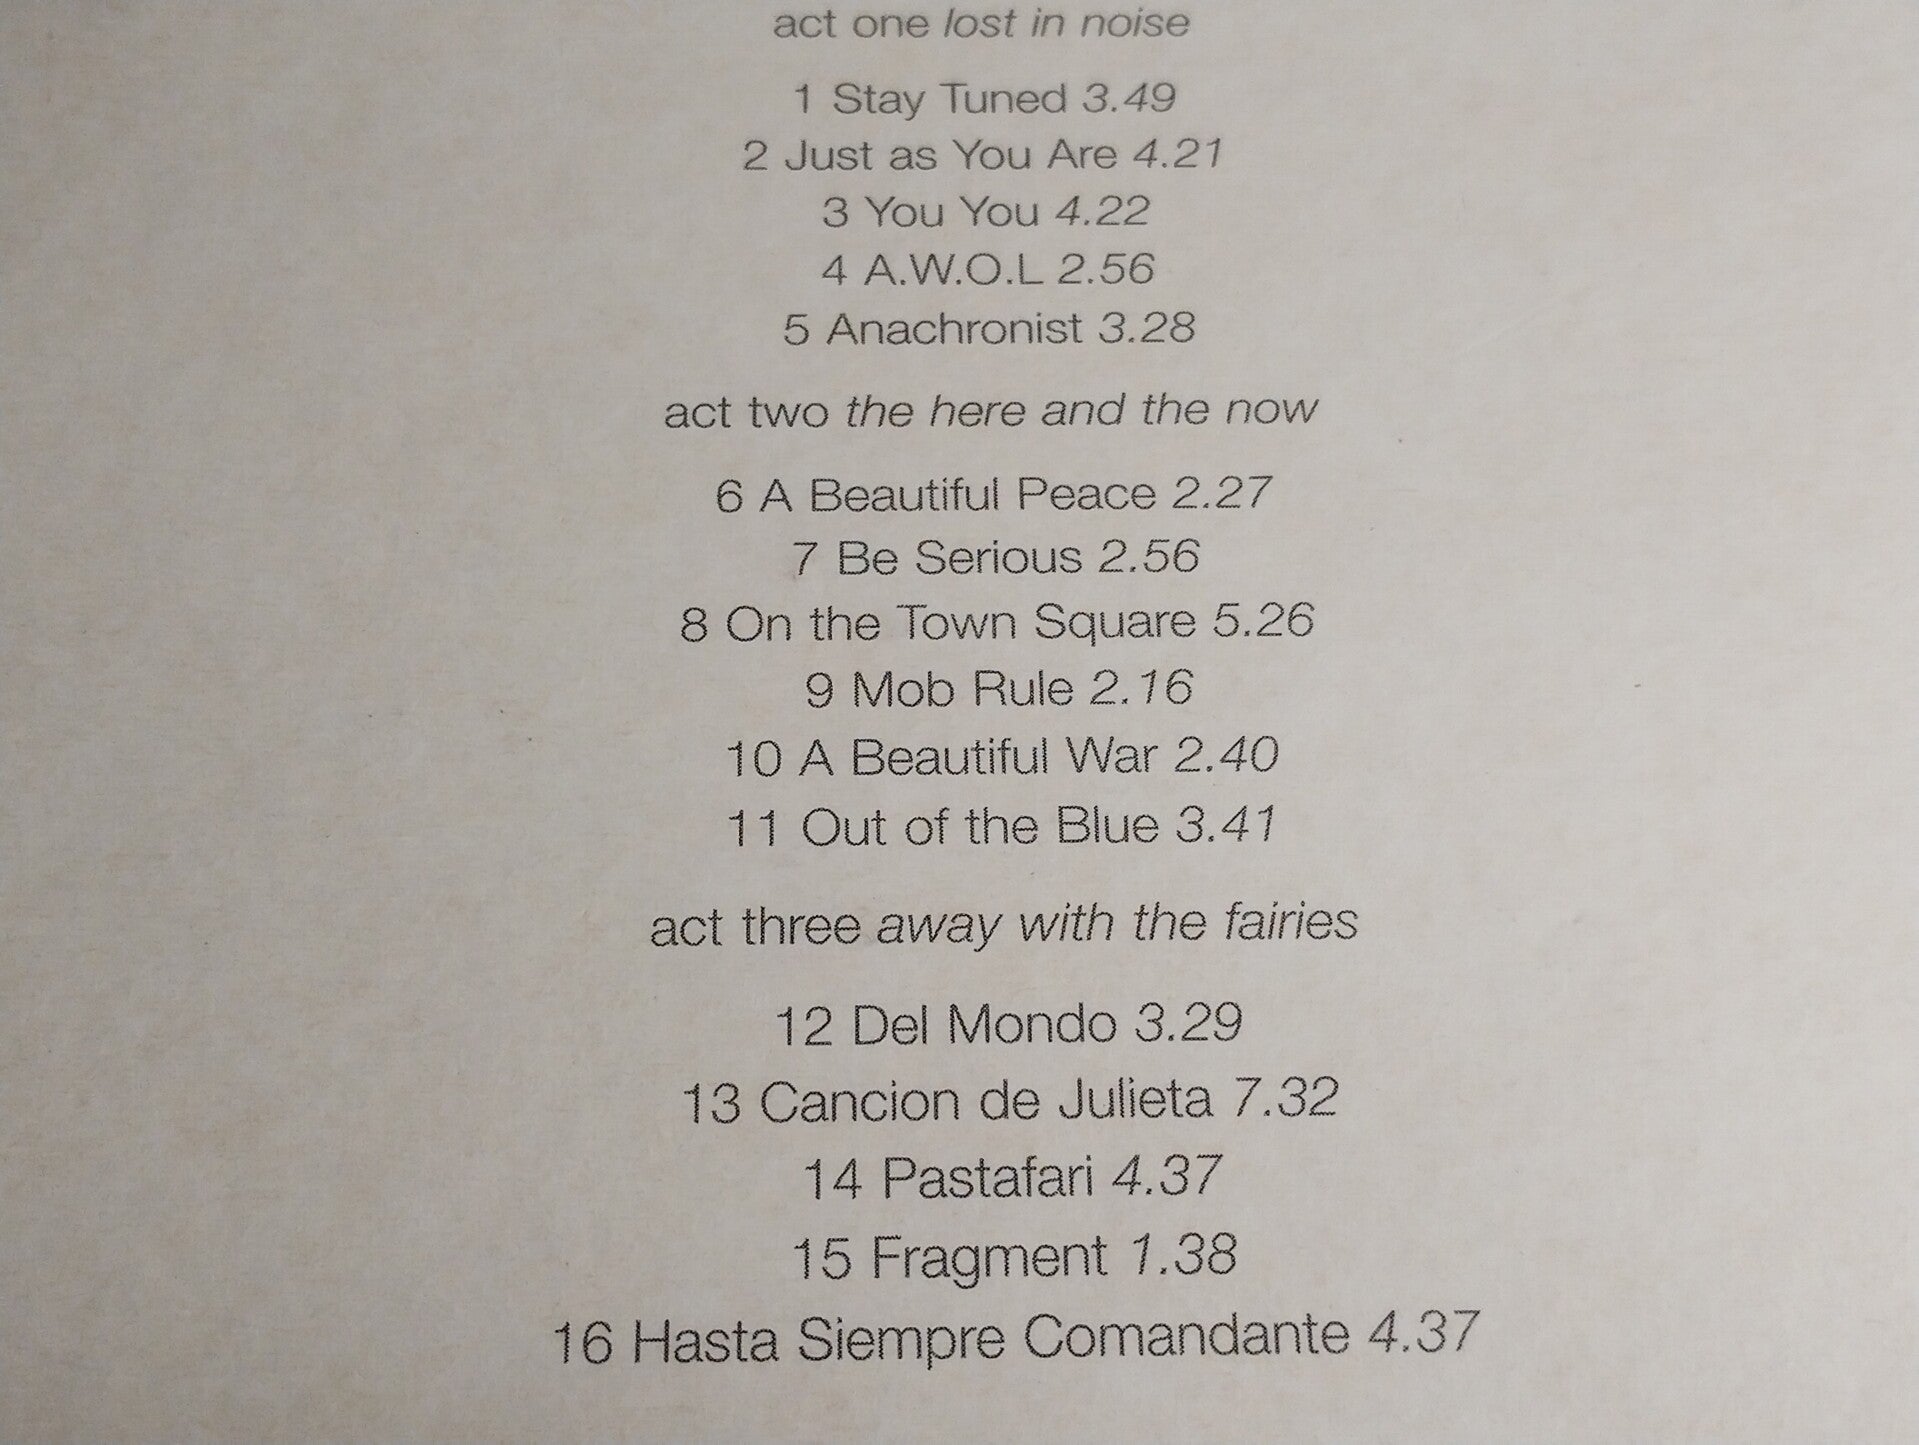 act one lost in noise
1 Stay Tuned 3.49
2 Just as You Are 4.21
3 You You 4.22
4 A.W.O.L 2.56
5 Anachronist 3.28
act two the here and the now
6 A Beautiful Peace 2.27
7 Be Serious 2.56
8 On the Town Square 5.26
9 Mob Rule 2.16
10 A Beautiful War 2.40
11 Out of the Blue 3.41
act three away with the fairies
12 Del Mondo 3.29
13 Cancion de Julieta 7.32
14 Pastafari 4.37
15 Fragment 1.38
16 Hasta Siempre Comandante 4.37